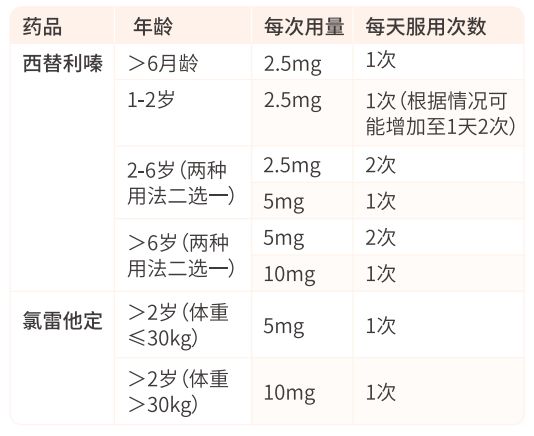 药品 年龄 每次用量 每天服用次数
西替利嗪 ＞6月龄 2.5mg 1次
1-2岁 2.5mg 1次（根据情况可
能增加至1天2次）
2-6岁（两种
用法二选一） 2.5mg 2次
5mg 1次
＞6岁（两种
用法二选一） 5mg 2次
10mg 1次
氯雷他定 ＞2岁（体重
≤30kg） 5mg 1次
＞2岁（体重
＞30kg） 10mg 1次